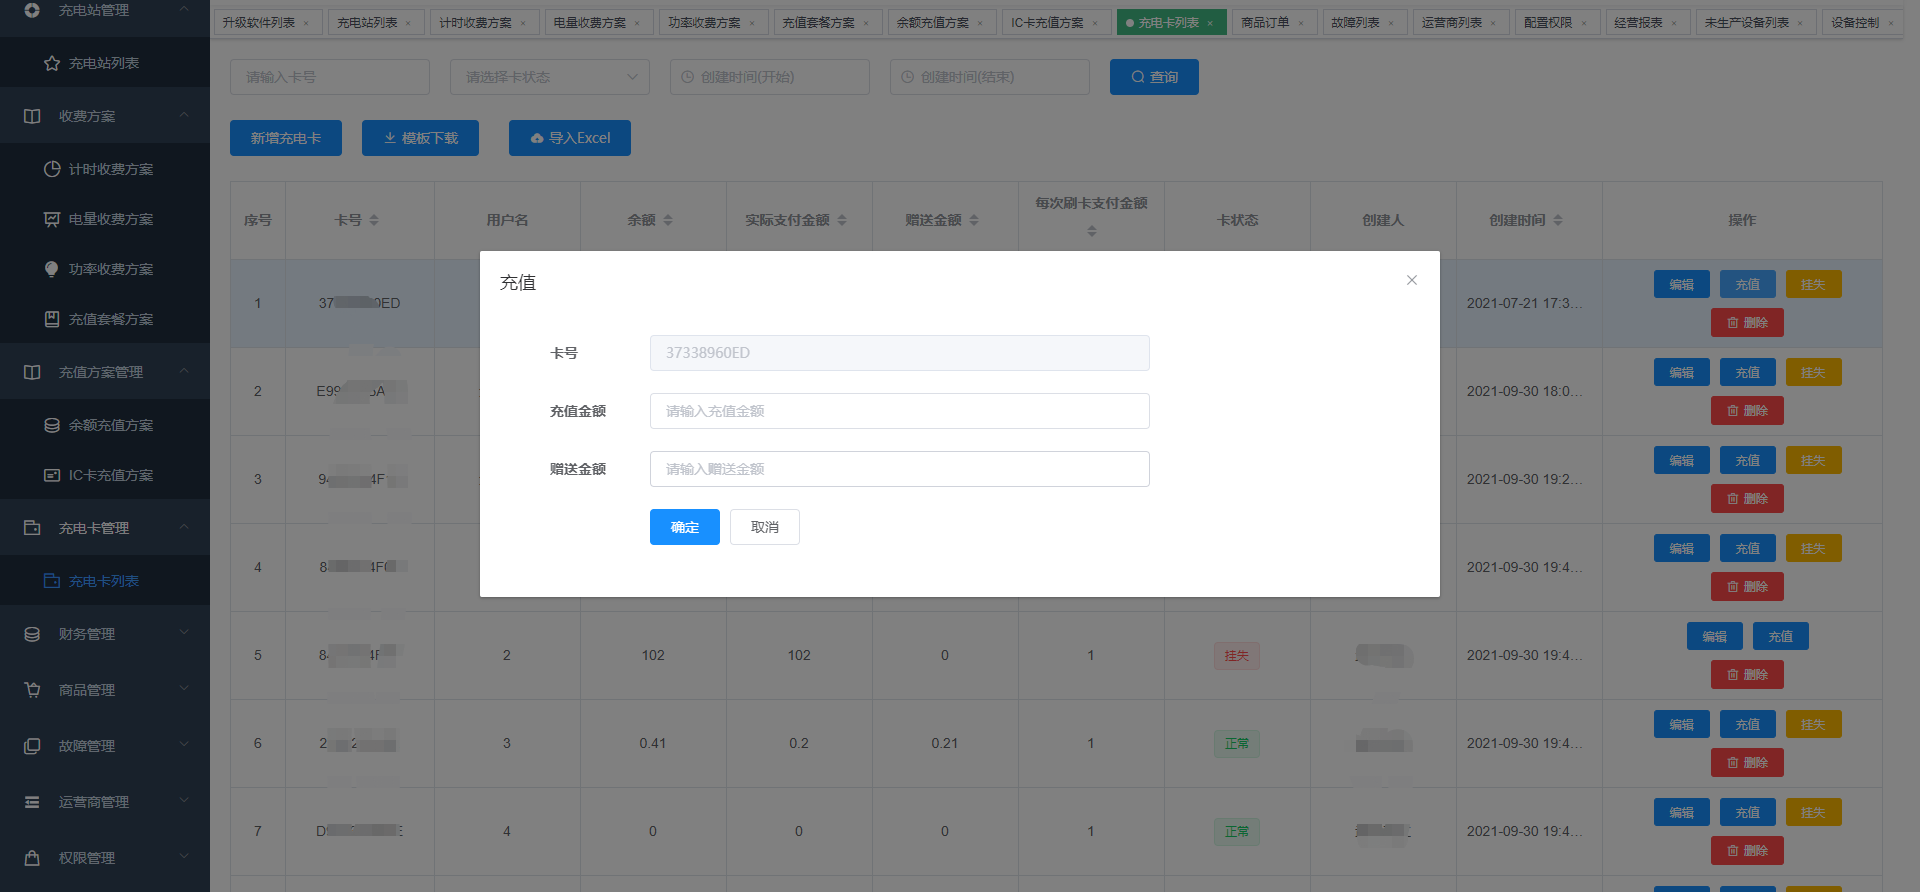 充电站管理
充电站列表
收费方案
计时收费方案
电量收费方案
功率收费方案
充值套餐方案
充值方案管理
余额充值方案
IC卡充值方案
充电卡管理
充电卡列表
财务管理
商品管理
故障管理
运营商管理
权限管理
升级软件列表 × 充电站列表 × 计时收费方案 × 电量收费方案 × 功率收费方案 × 充值套餐方案 × 余额充值方案 × IC卡充值方案 × 充电卡列表 × 商品订单 × 故障列表 × 运营商列表 × 配置权限 × 经营报表 × 未生产设备列表 × 设备控制 ×
请输入卡号 请选择卡状态 创建时间(开始) 创建时间(结束) 查询
新增充电卡 模板下载 导入Excel
序号 卡号 用户名 余额 实际支付金额 赠送金额 每次刷卡支付金额 卡状态 创建人 创建时间 操作
1 2021-07-21 17:3... 编辑 充值 挂失
删除
2 2021-09-30 18:0... 编辑 充值 挂失
删除
3 2021-09-30 19:2... 编辑 充值 挂失
删除
4 2021-09-30 19:4... 编辑 充值 挂失
删除
5 2 102 102 0 1 挂失 2021-09-30 19:4... 编辑 充值
删除
6 3 0.41 0.2 0.21 1 正常 2021-09-30 19:4... 编辑 充值 挂失
删除
7 4 0 0 0 1 正常 2021-09-30 19:4... 编辑 充值 挂失
删除
充值
卡号 37338960ED
充值金额 请输入充值金额
赠送金额 请输入赠送金额
确定 取消